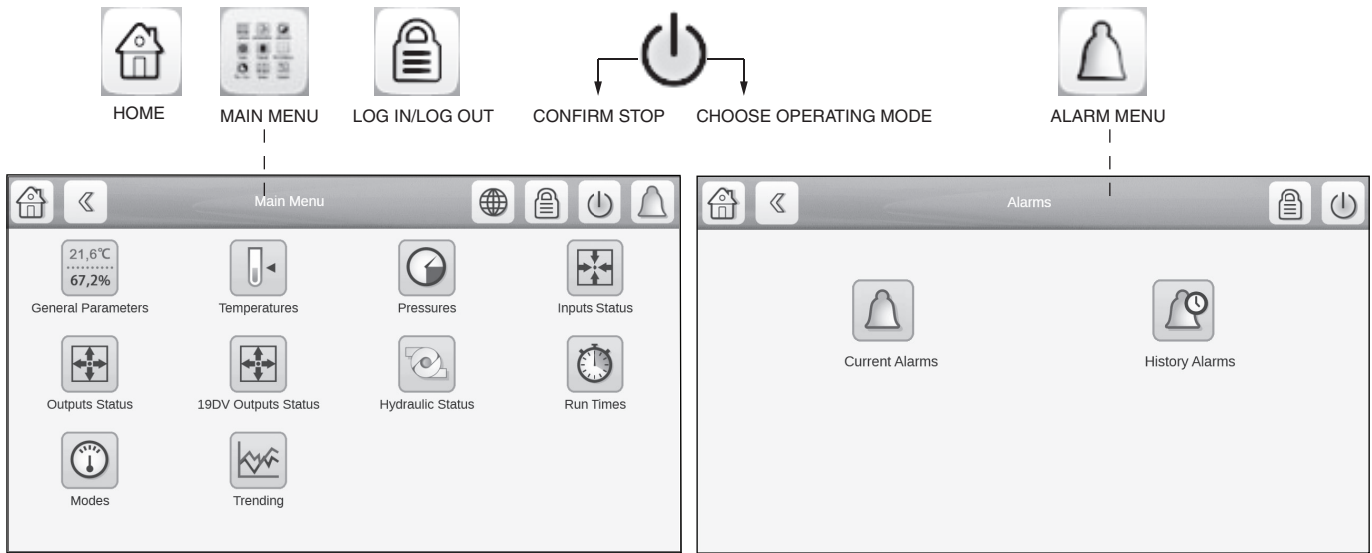 HOME
MAIN MENU
LOG IN/LOG OUT
CONFIRM STOP
CHOOSE OPERATING MODE
ALARM MENU
Main Menu
21,6℃
67,2%
General Parameters
Temperatures
Pressures
Inputs Status
Outputs Status
19DV Outputs Status
Hydraulic Status
Run Times
Modes
Trending
Alarms
Current Alarms
History Alarms